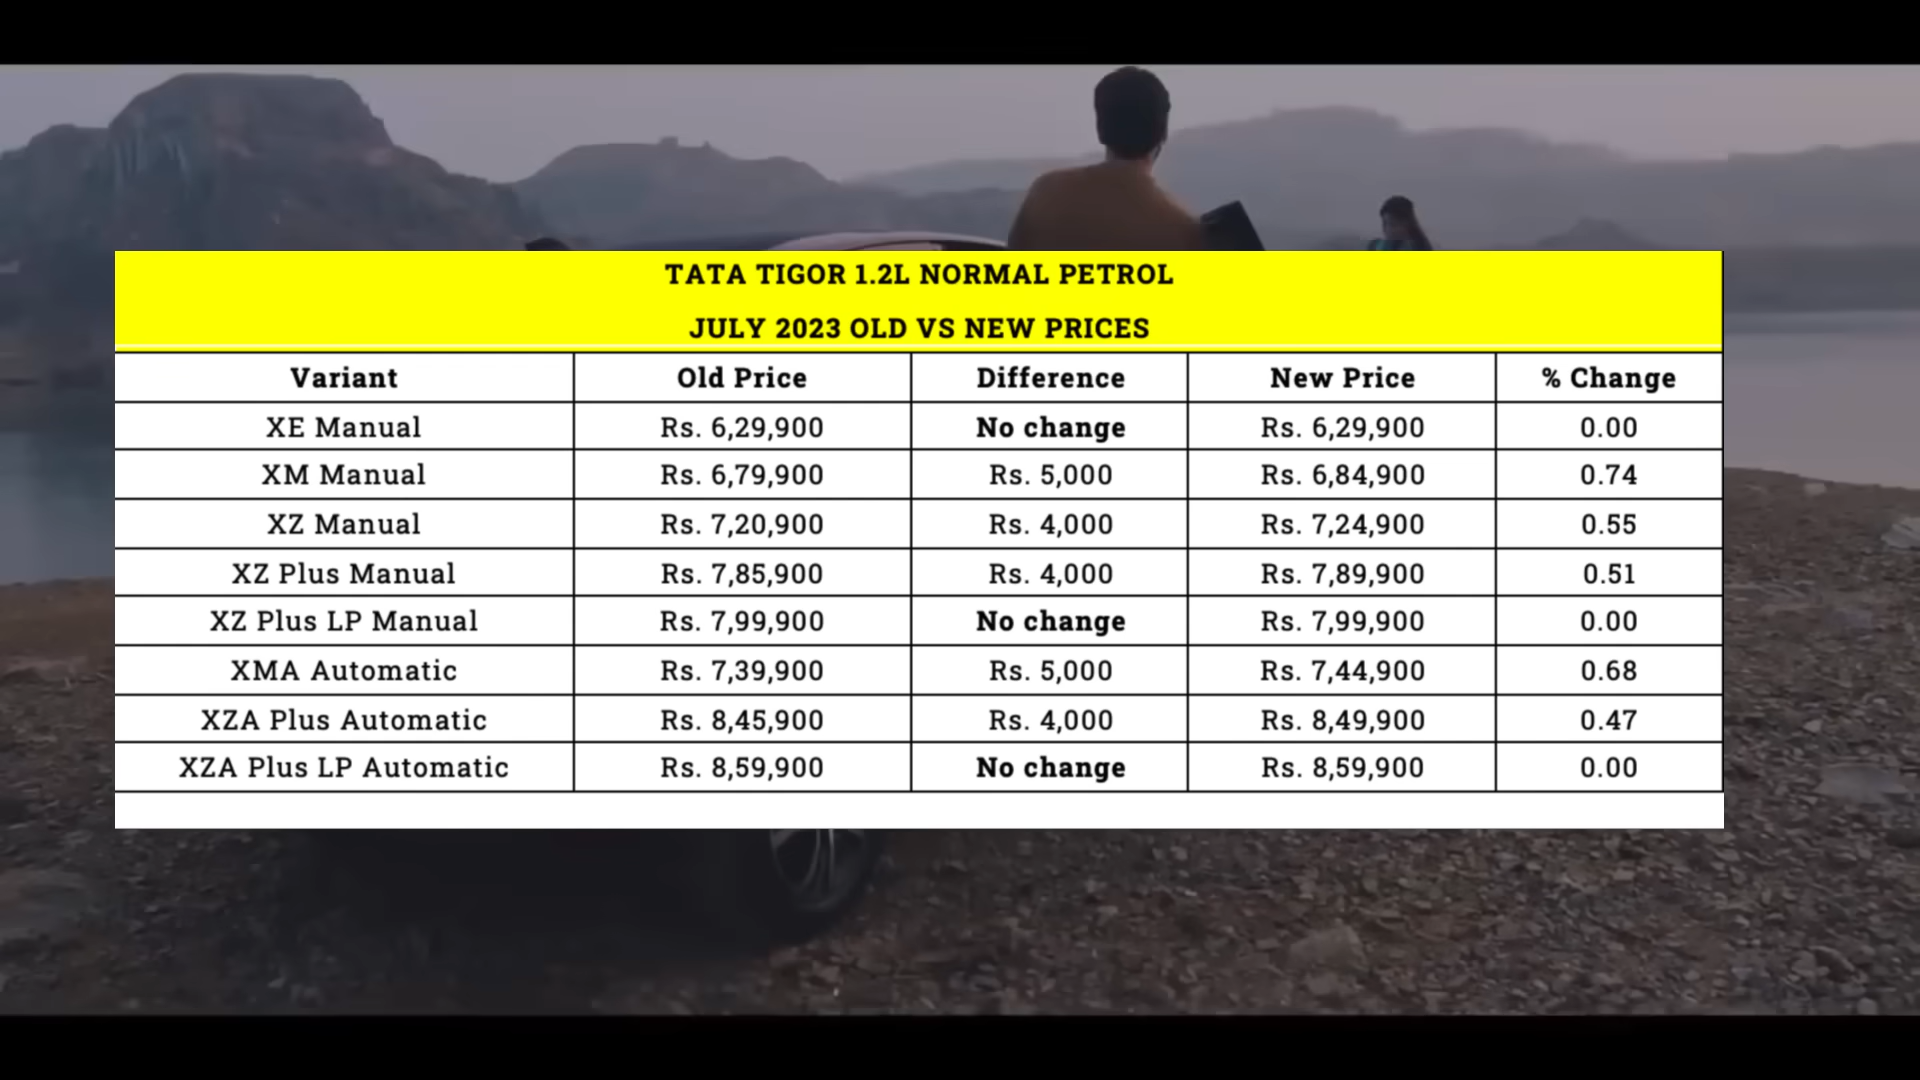 TATA TIGOR 1.2L NORMAL PETROL
JULY 2023 OLD VS NEW PRICES
Variant Old Price Difference New Price % Change
XE Manual Rs. 6,29,900 No change Rs. 6,29,900 0.00
XM Manual Rs. 6,79,900 Rs. 5,000 Rs. 6,84,900 0.74
XZ Manual Rs. 7,20,900 Rs. 4,000 Rs. 7,24,900 0.55
XZ Plus Manual Rs. 7,85,900 Rs. 4,000 Rs. 7,89,900 0.51
XZ Plus LP Manual Rs. 7,99,900 No change Rs. 7,99,900 0.00
XMA Automatic Rs. 7,39,900 Rs. 5,000 Rs. 7,44,900 0.68
XZA Plus Automatic Rs. 8,45,900 Rs. 4,000 Rs. 8,49,900 0.47
XZA Plus LP Automatic Rs. 8,59,900 No change Rs. 8,59,900 0.00